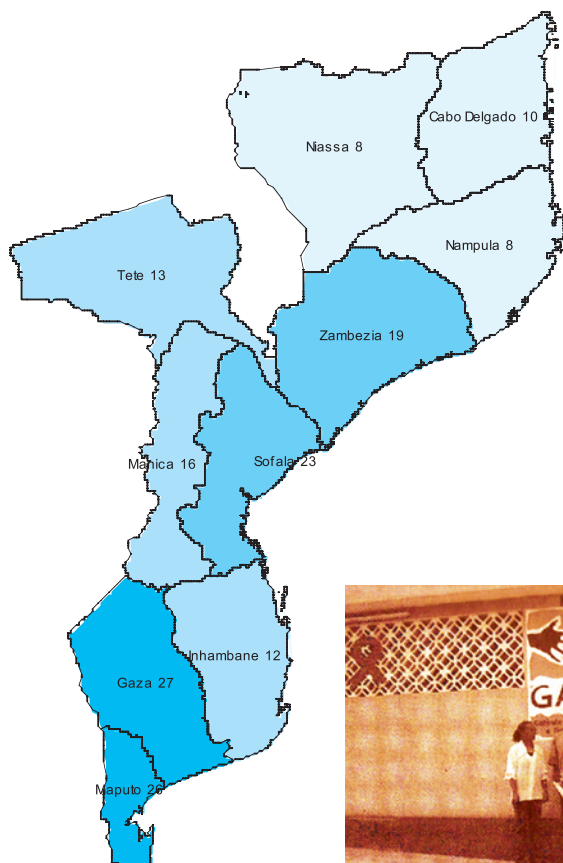 Cabo Delgado 10
Niassa 8
Nampula 8
Tete 13
Zambezia 19
Manica 16
Sofala 23
Inhambane 12
Gaza 27
Maputo 26
GA